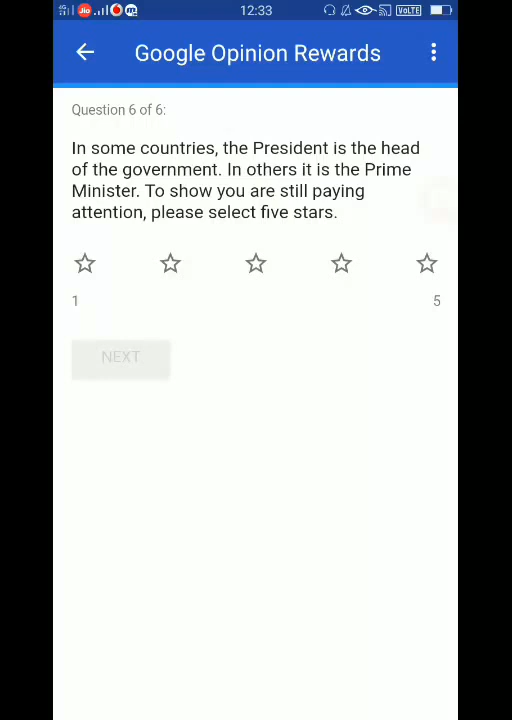 12:33
Google Opinion Rewards
Question 6 of 6:
In some countries, the President is the head
of the government. In others it is the Prime
Minister. To show you are still paying
attention, please select five stars.
1 5
NEXT